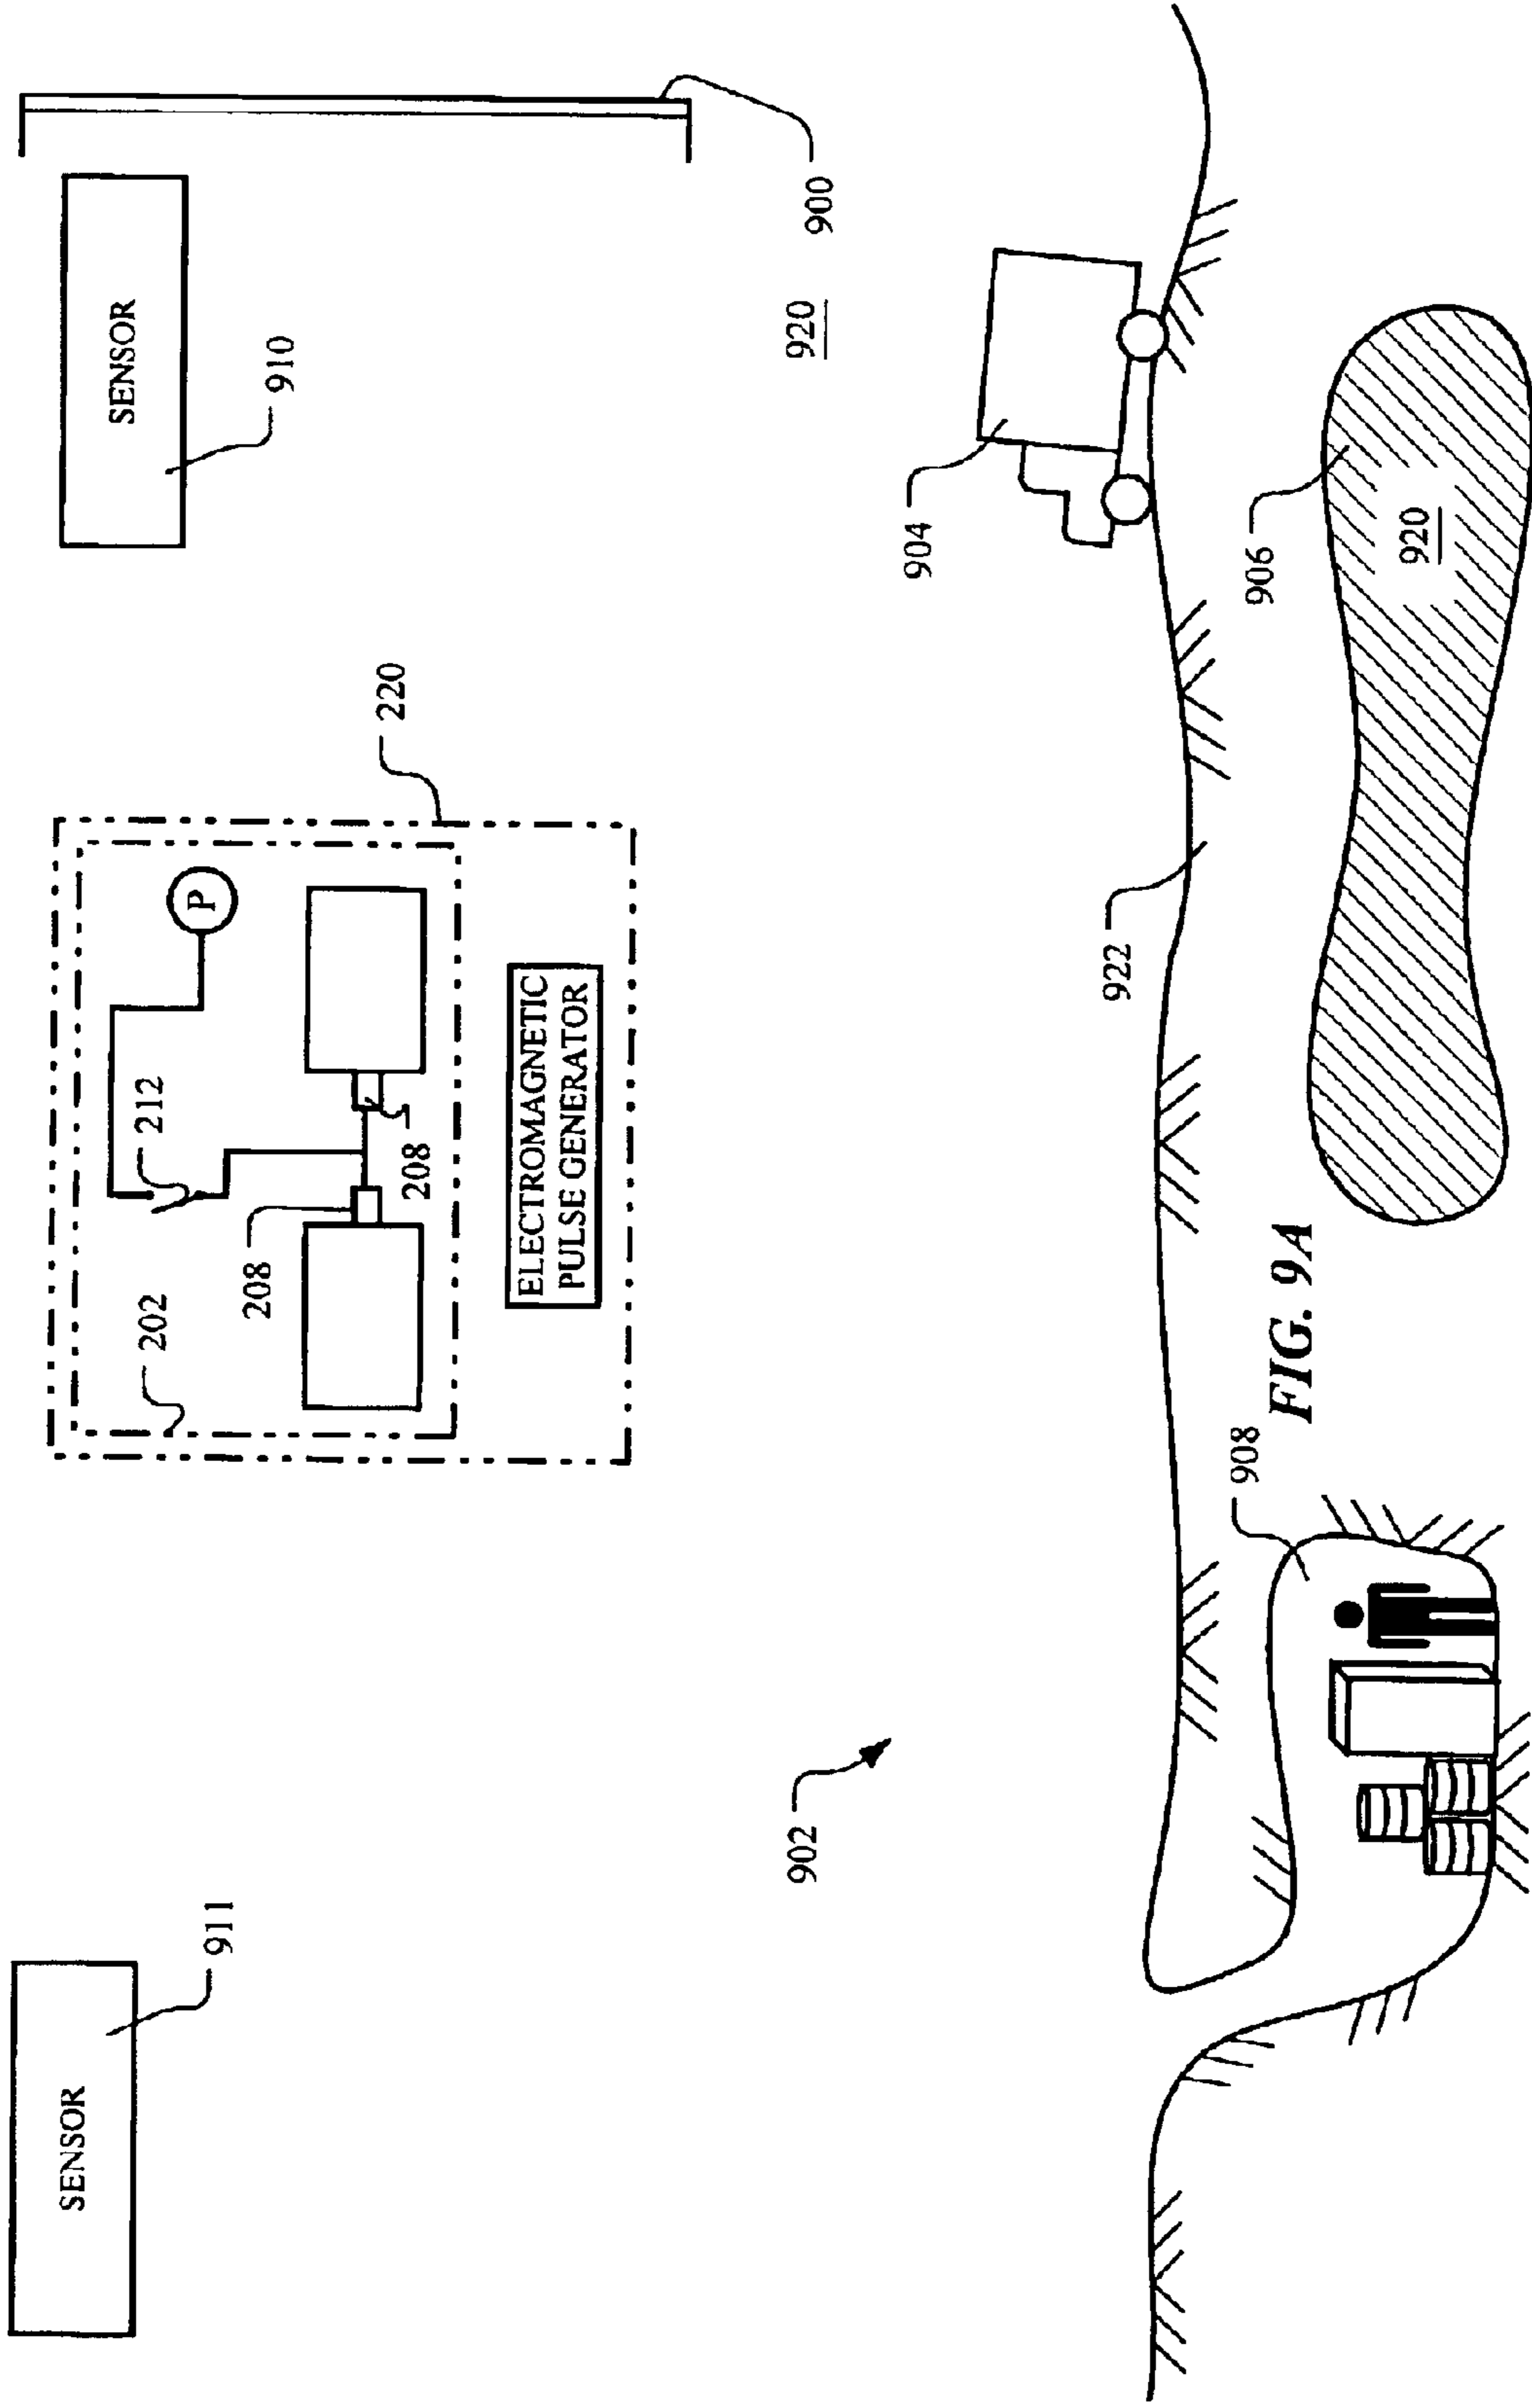 SENSOR
911
202
212
P
208
208
ELECTROMAGNETIC
PULSE GENERATOR
220
SENSOR
910
900
920
902
904
922
906
920
908
FIG. 9A